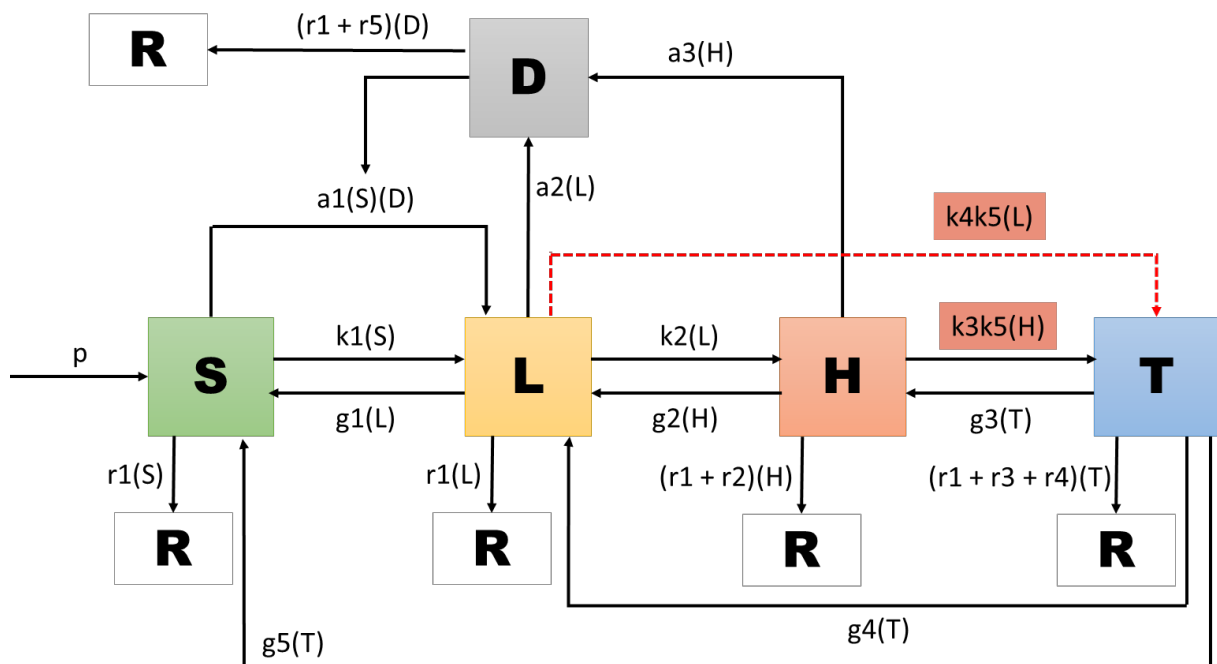 (r1 + r5)(D)
R
D
a3(H)
a1(S)(D)
a2(L)
k4k5(L)
p
S
k1(S)
g1(L)
L
k2(L)
g2(H)
H
k3k5(H)
g3(T)
T
r1(S)
r1(L)
(r1 + r2)(H)
(r1 + r3 + r4)(T)
R
R
R
R
g5(T)
g4(T)